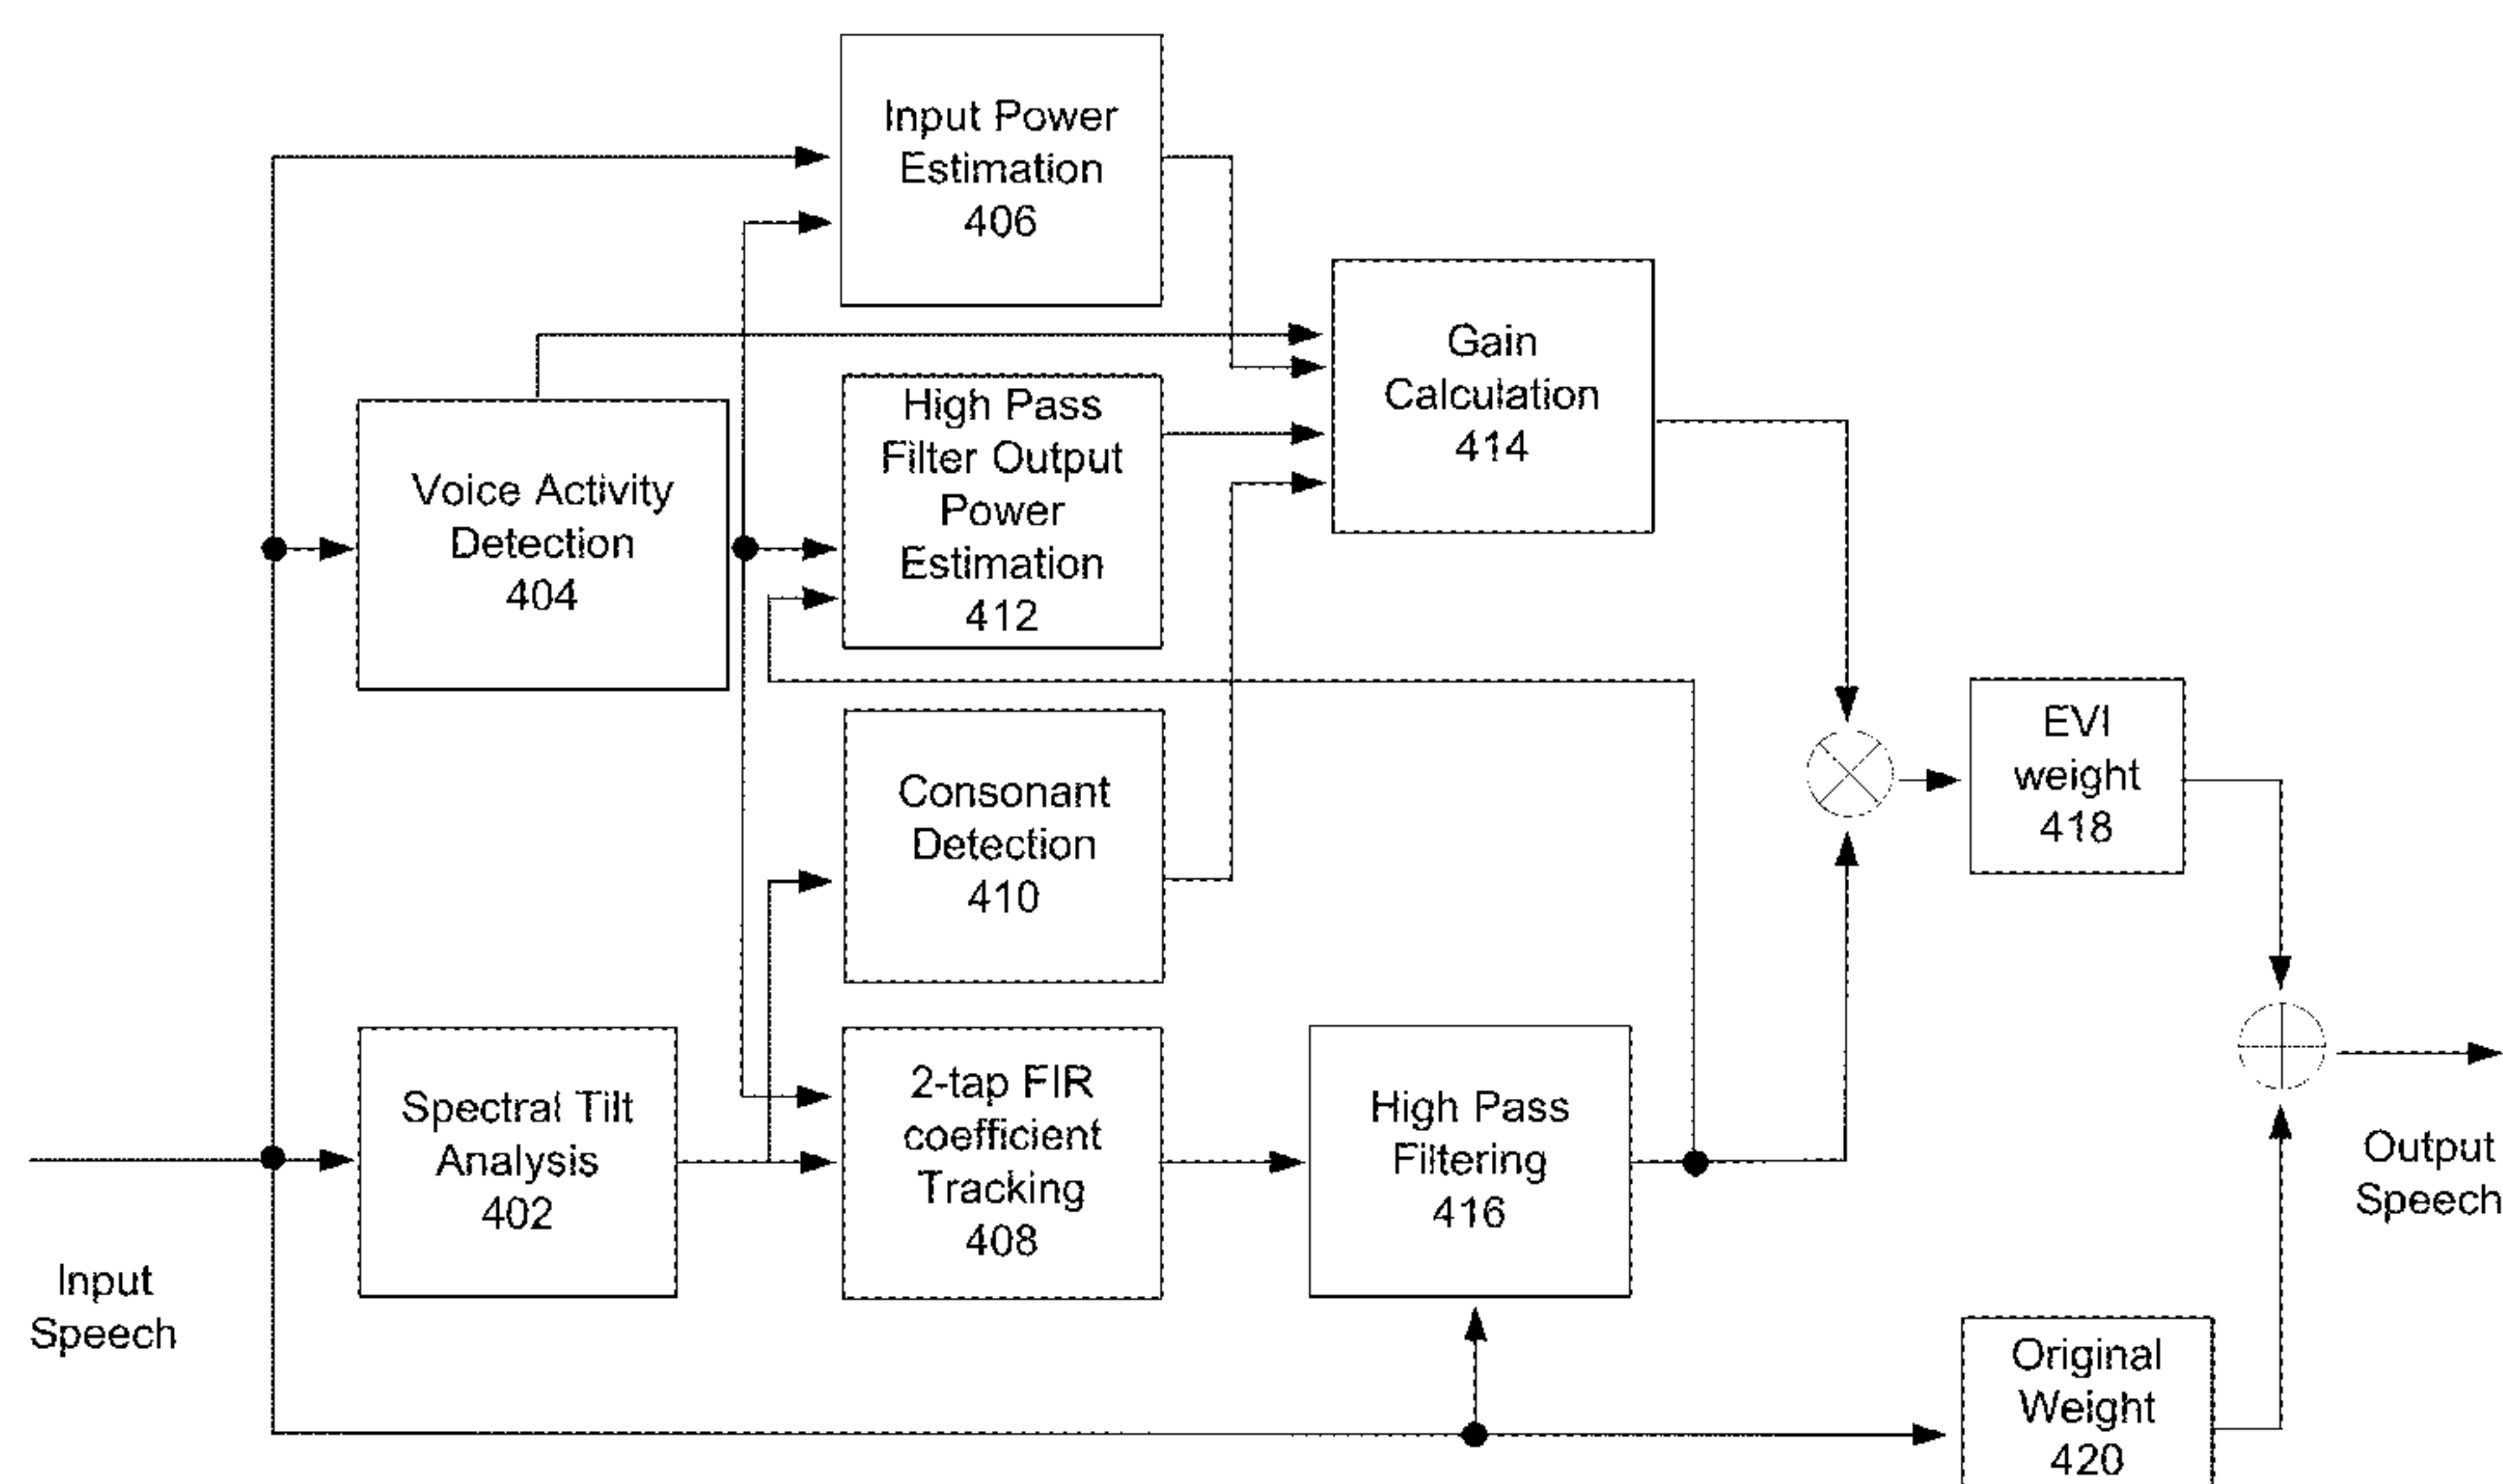 Input Power
Estimation
406
Gain
Calculation
414
High Pass
Filter Output
Power
Estimation
412
Voice Activity
Detection
404
EVI
weight
418
Consonant
Detection
410
2-tap FIR
coefficient
Tracking
408
Spectral Tilt
Analysis
402
High Pass
Filtering
416
Output
Speech
Input
Speech
Original
Weight
420